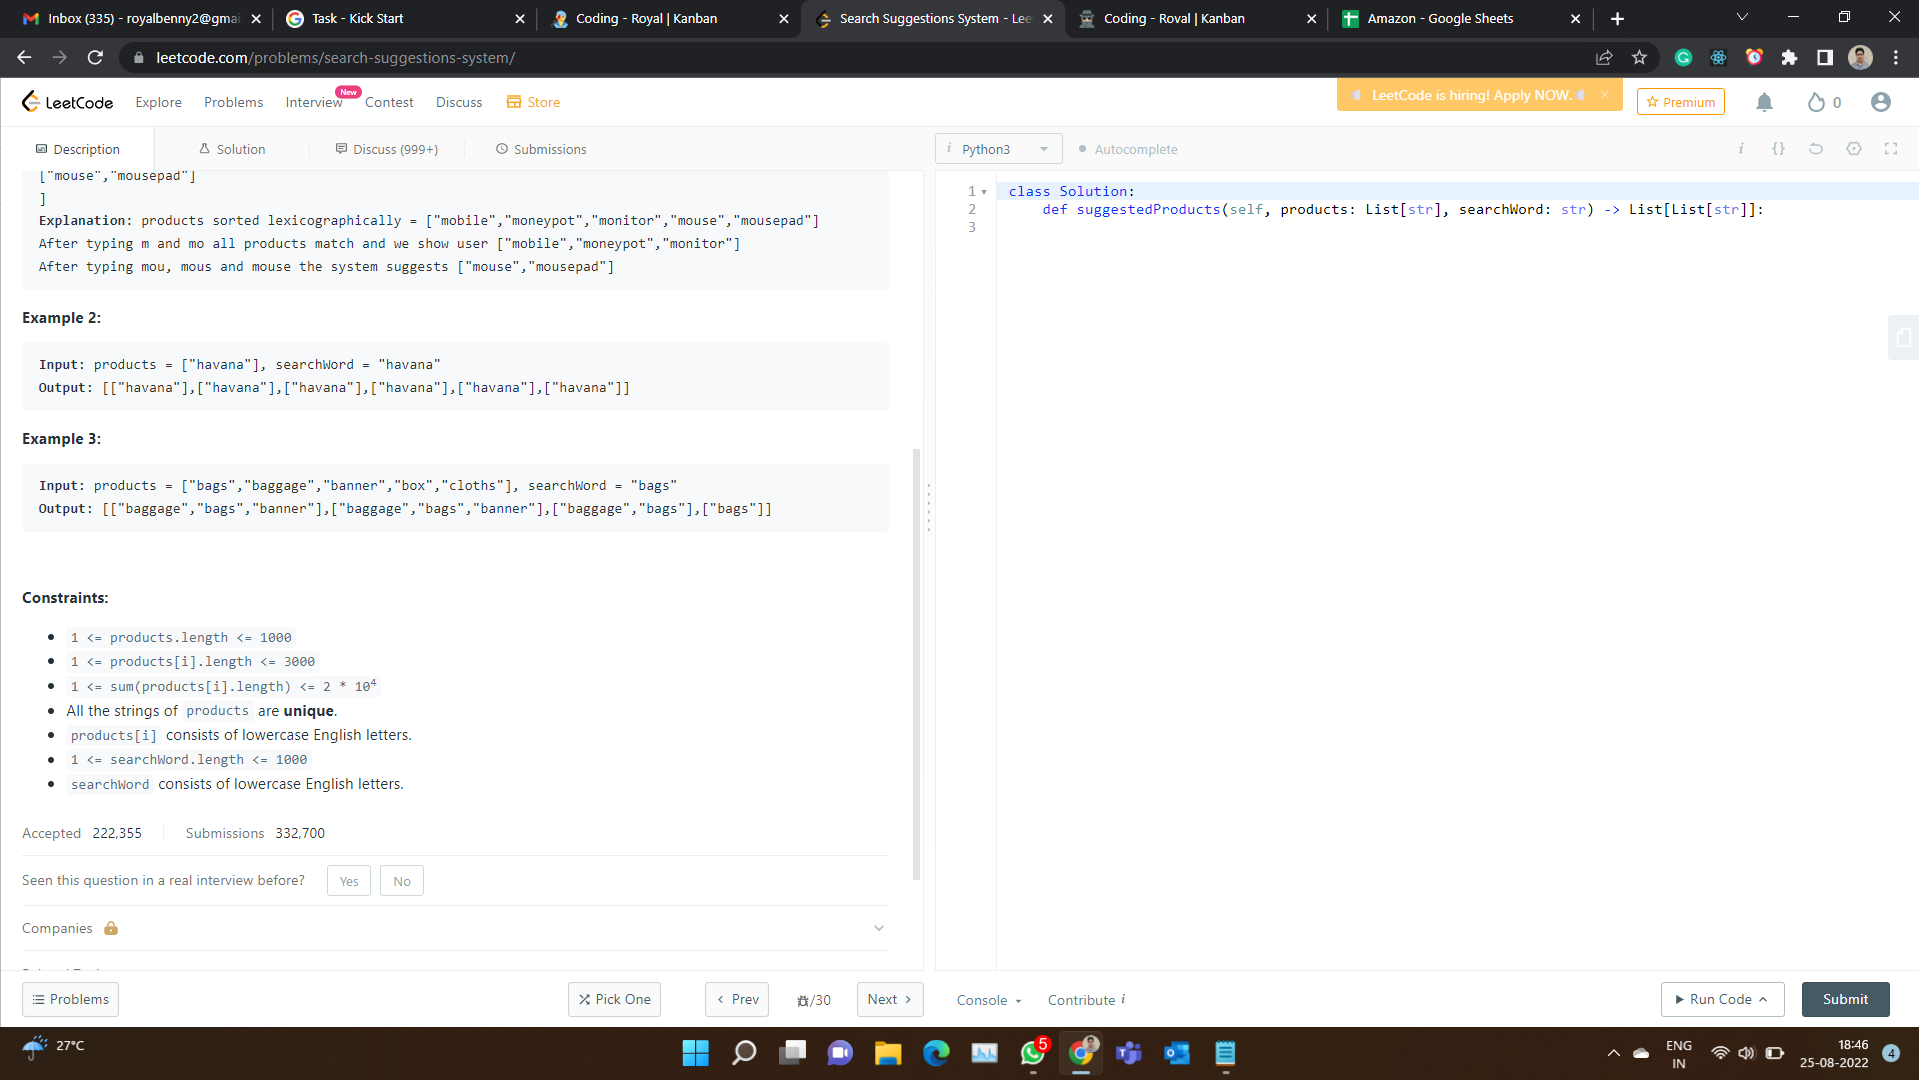 Inbox (335) - royalbenny2@gmai
Task - Kick Start
Coding - Royal | Kanban
Search Suggestions System - Lee
Coding - Royal | Kanban
Amazon - Google Sheets
leetcode.com/problems/search-suggestions-system/
LeetCode
Explore
Problems
Interview
New
Contest
Discuss
Store
LeetCode is hiring! Apply NOW.
Premium
0
Description
Solution
Discuss (999+)
Submissions
i Python3
Autocomplete
i
{}
["mouse","mousepad"]
]
Explanation: products sorted lexicographically = ["mobile","moneypot","monitor","mouse","mousepad"]
After typing m and mo all products match and we show user ["mobile","moneypot","monitor"]
After typing mou, mous and mouse the system suggests ["mouse","mousepad"]
Example 2:
Input: products = ["havana"], searchWord = "havana"
Output: [["havana"],["havana"],["havana"],["havana"],["havana"],["havana"]]
Example 3:
Input: products = ["bags","baggage","banner","box","cloths"], searchWord = "bags"
Output: [["baggage","bags","banner"],["baggage","bags","banner"],["baggage","bags"],["bags"]]
Constraints:
1 <= products.length <= 1000
1 <= products[i].length <= 3000
1 <= sum(products[i].length) <= 2 * 10⁴
All the strings of products are unique.
products[i] consists of lowercase English letters.
1 <= searchWord.length <= 1000
searchWord consists of lowercase English letters.
Accepted 222,355
Submissions 332,700
Seen this question in a real interview before?
Yes
No
Companies
1 class Solution:
2 def suggestedProducts(self, products: List[str], searchWord: str) -> List[List[str]]:
3
Problems
Pick One
Prev
/30
Next
Console
Contribute i
Run Code
Submit
27°C
5
ENG
IN
18:46
25-08-2022
4